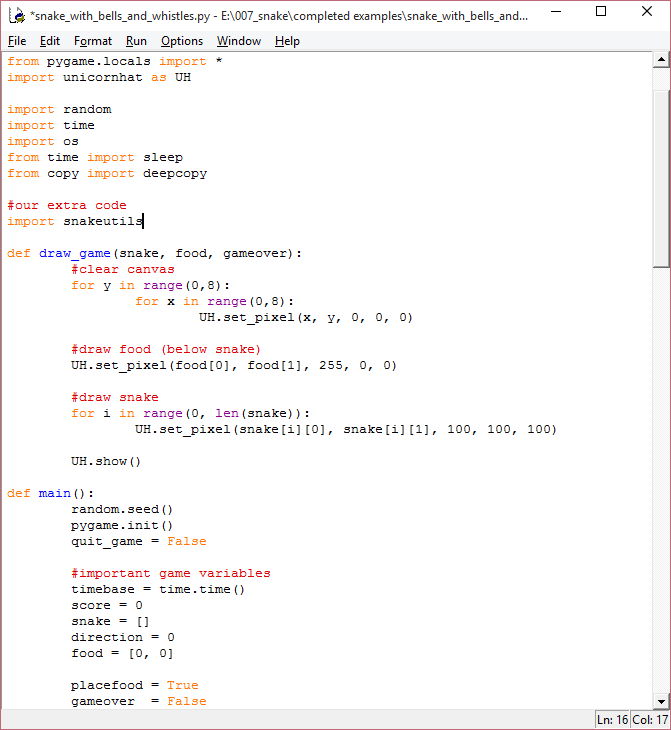 *snake_with_bells_and_whistles.py - E:\007_snake\completed examples\snake_with_bells_and_...
File Edit Format Run Options Window Help
from pygame.locals import *
import unicornhat as UH

import random
import time
import os
from time import sleep
from copy import deepcopy

#our extra code
import snakeutils

def draw_game(snake, food, gameover):
        #clear canvas
        for y in range(0,8):
                for x in range(0,8):
                        UH.set_pixel(x, y, 0, 0, 0)

        #draw food (below snake)
        UH.set_pixel(food[0], food[1], 255, 0, 0)

        #draw snake
        for i in range(0, len(snake)):
                UH.set_pixel(snake[i][0], snake[i][1], 100, 100, 100)

        UH.show()

def main():
        random.seed()
        pygame.init()
        quit_game = False

        #important game variables
        timebase = time.time()
        score = 0
        snake = []
        direction = 0
        food = [0, 0]

        placefood = True
        gameover  = False
Ln: 16 Col: 17